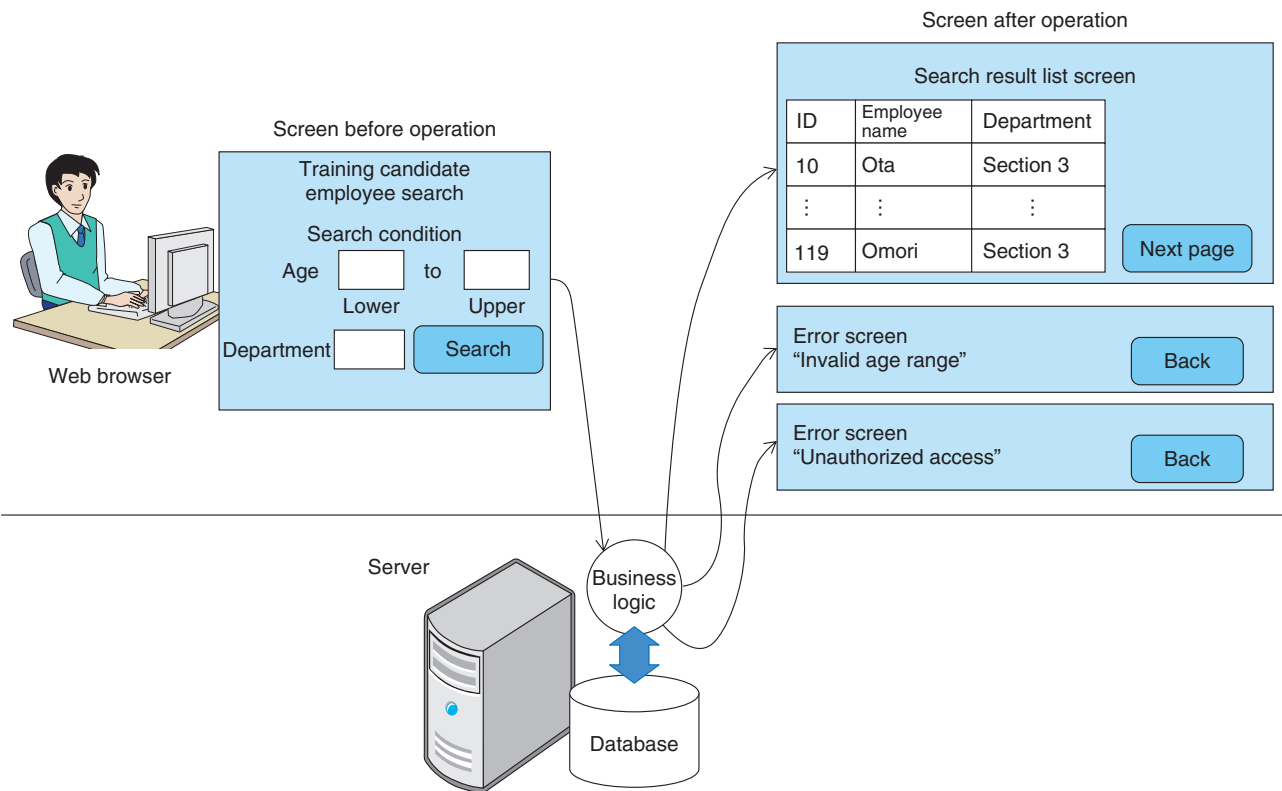 Screen after operation
Search result list screen
ID
Employee
name
Department
10
Ota
Section 3
119
Omori
Section 3
Next page
Screen before operation
Training candidate
employee search
Search condition
Age
to
Lower
Upper
Department
Search
Web browser
Error screen
“Invalid age range”
Back
Error screen
“Unauthorized access”
Back
Server
Business
logic
Database